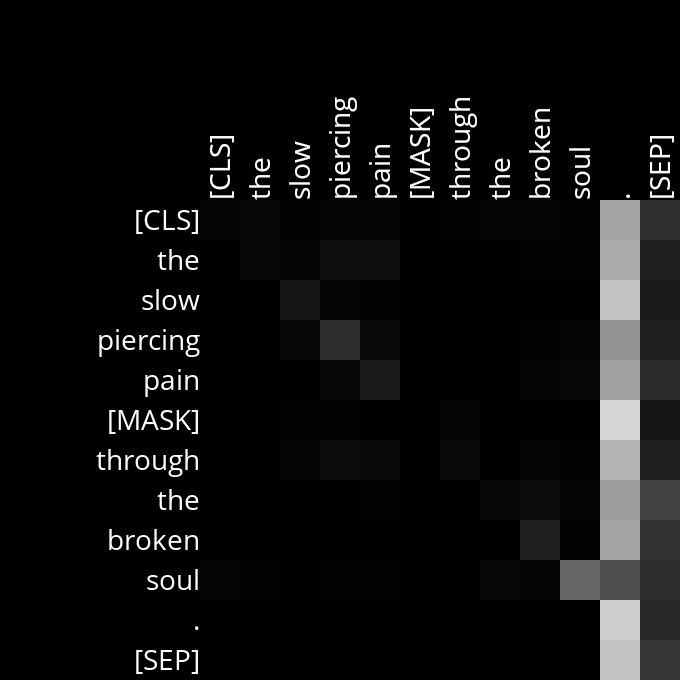 [CLS] the slow piercing pain [MASK] through the broken soul . [SEP]
[CLS]
the
slow
piercing
pain
[MASK]
through
the
broken
soul
.
[SEP]